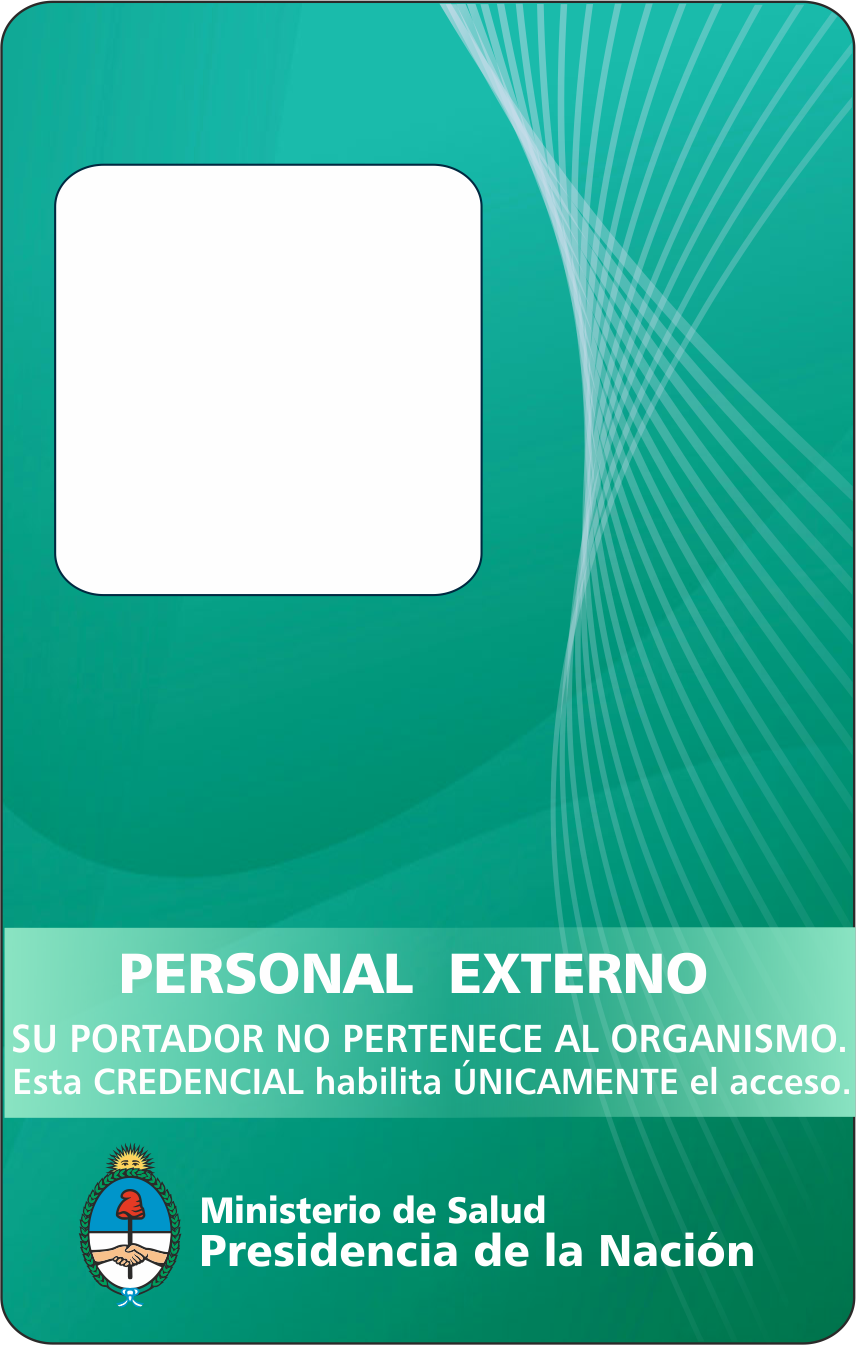 PERSONAL EXTERNO
SU PORTADOR NO PERTENECE AL ORGANISMO.
Esta CREDENCIAL habilita ÚNICAMENTE el acceso.
Ministerio de Salud
Presidencia de la Nación